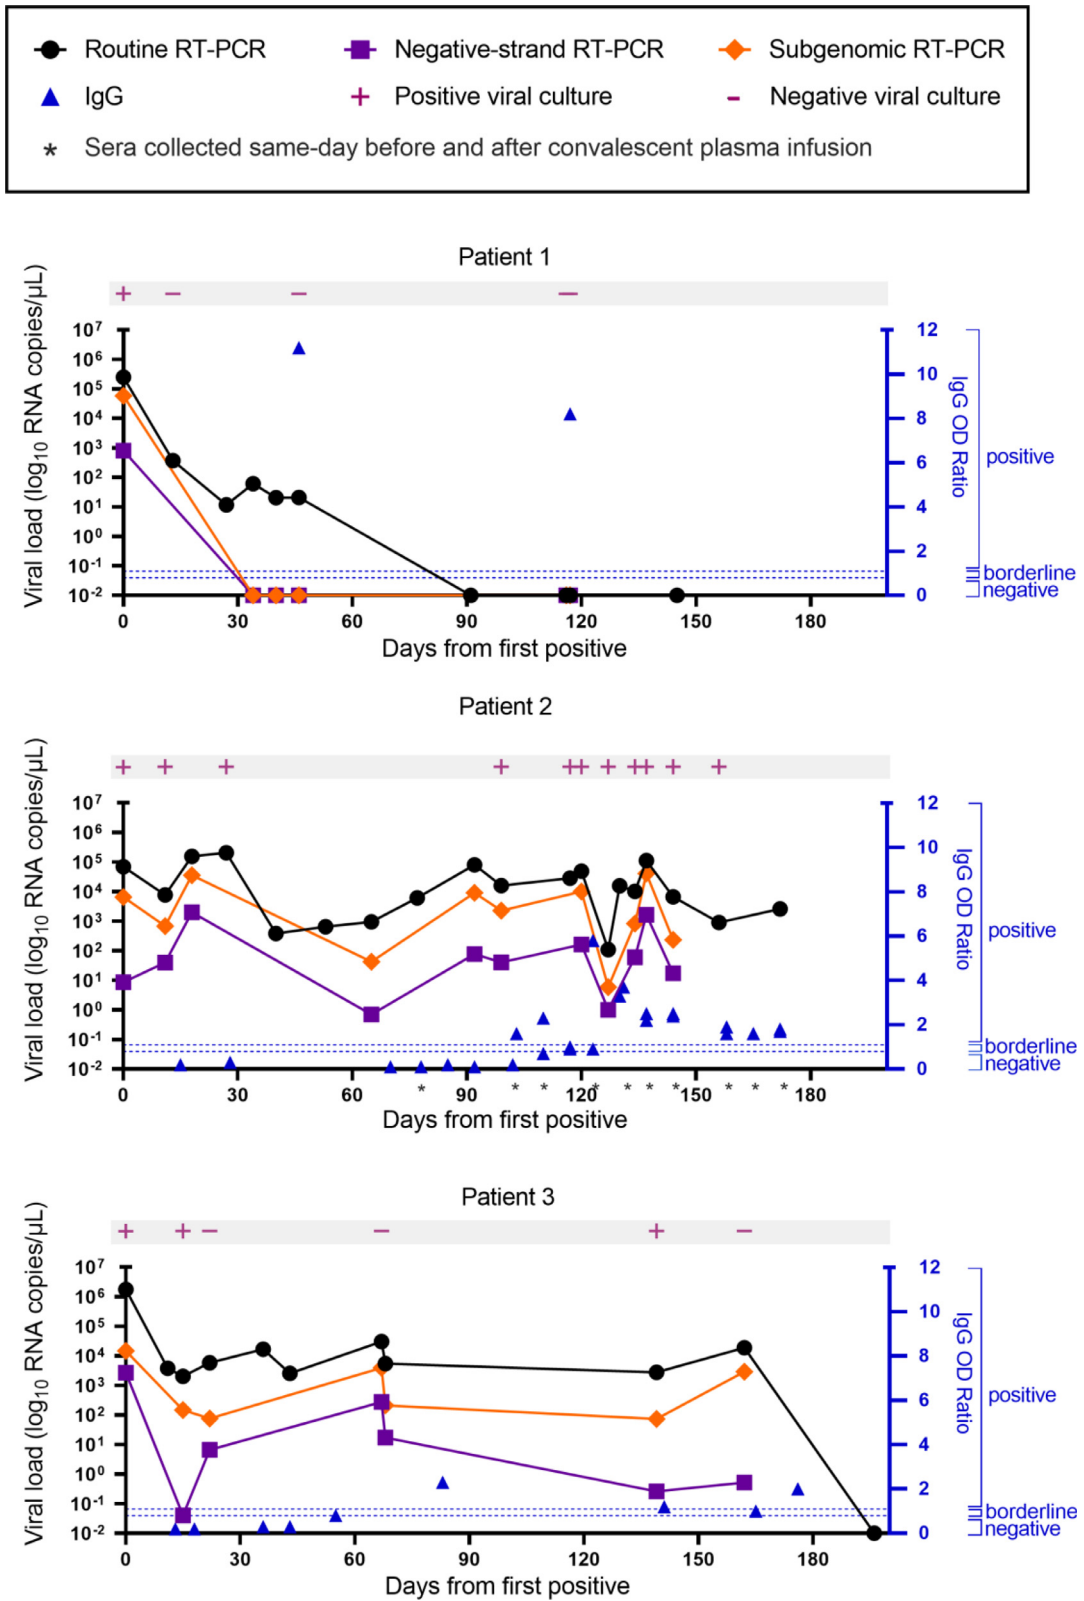 Routine RT-PCR Negative-strand RT-PCR Subgenomic RT-PCR
IgG + Positive viral culture - Negative viral culture
* Sera collected same-day before and after convalescent plasma infusion
Patient 1
+ − − −
Viral load (log10 RNA copies/µL)
10^7
10^6
10^5
10^4
10^3
10^2
10^1
10^0
10^-1
10^-2
0 30 60 90 120 150 180
Days from first positive
12
10
8
6
4
2
0
IgG OD Ratio
positive
borderline
negative
Patient 2
+ + + + + + + + + + +
Viral load (log10 RNA copies/µL)
10^7
10^6
10^5
10^4
10^3
10^2
10^1
10^0
10^-1
10^-2
* * * * * * * * * *
0 30 60 90 120 150 180
Days from first positive
12
10
8
6
4
2
0
IgG OD Ratio
positive
borderline
negative
Patient 3
+ + − − + −
Viral load (log10 RNA copies/µL)
10^7
10^6
10^5
10^4
10^3
10^2
10^1
10^0
10^-1
10^-2
0 30 60 90 120 150 180
Days from first positive
12
10
8
6
4
2
0
IgG OD Ratio
positive
borderline
negative